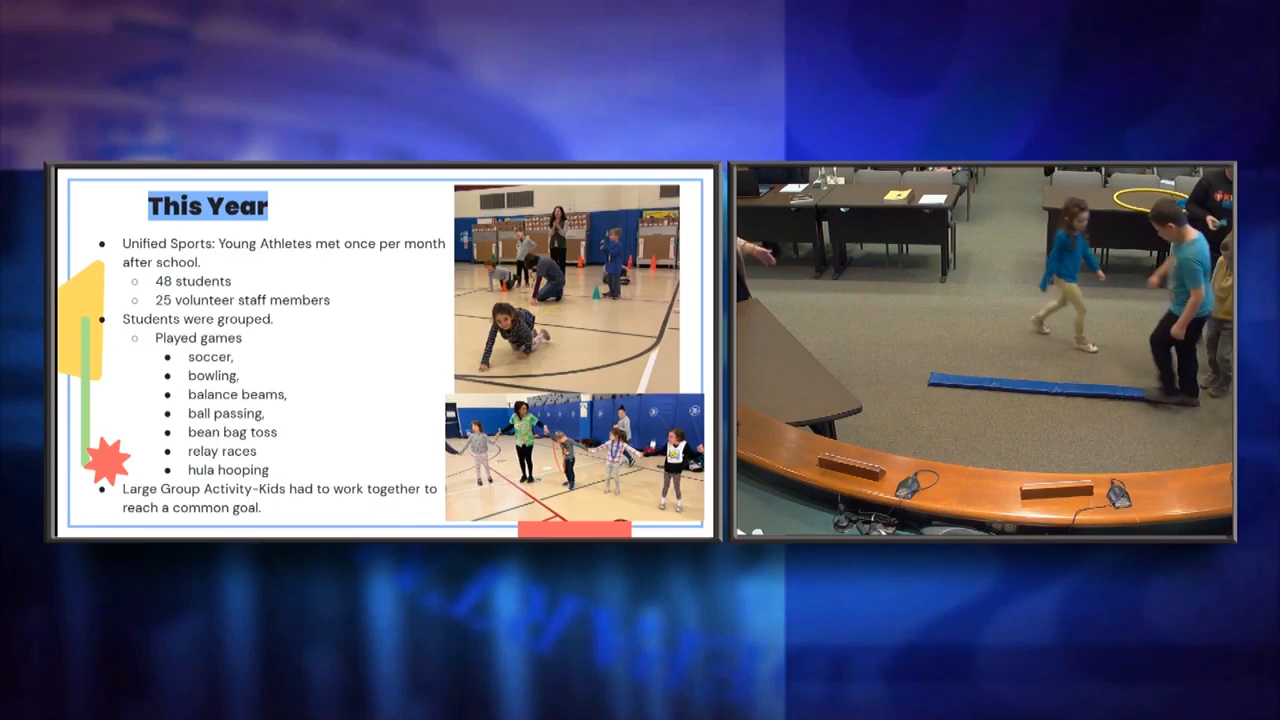 This Year
● Unified Sports: Young Athletes met once per month
after school.
○ 48 students
○ 25 volunteer staff members
● Students were grouped.
○ Played games
● soccer,
● bowling,
● balance beams,
● ball passing,
● bean bag toss
● relay races
● hula hooping
● Large Group Activity-Kids had to work together to
reach a common goal.